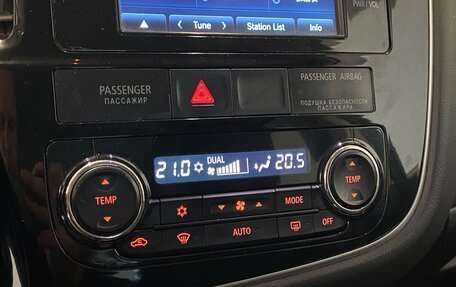 PWR / VOL
Tune
Station List
Info
PASSENGER
ПАССАЖИР
PASSENGER AIRBAG
ПОДУШКА БЕЗОПАСНОСТИ
ПАССАЖИРА
21.0 DUAL 20.5
TEMP
MODE
TEMP
AUTO
OFF